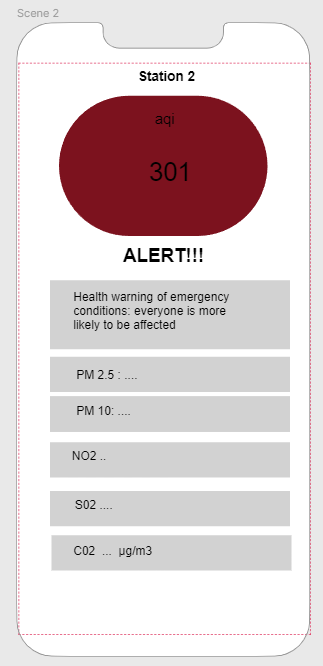 Scene 2
Station 2
aqi
301
ALERT!!!
Health warning of emergency
conditions: everyone is more
likely to be affected
PM 2.5 : ....
PM 10: ....
NO2 ..
S02 ....
C02 ... µg/m3